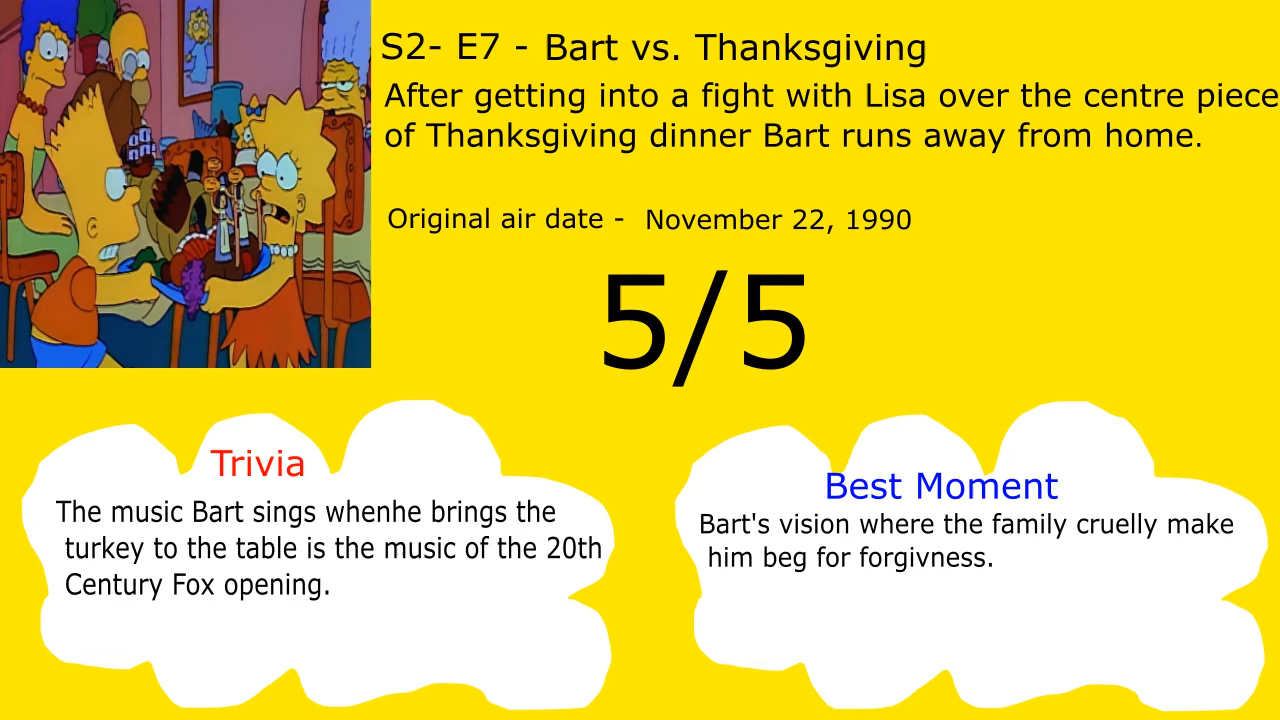 S2- E7 - Bart vs. Thanksgiving
After getting into a fight with Lisa over the centre piece
of Thanksgiving dinner Bart runs away from home.
Original air date - November 22, 1990
5/5
Trivia
The music Bart sings whenhe brings the
turkey to the table is the music of the 20th
Century Fox opening.
Best Moment
Bart's vision where the family cruelly make
him beg for forgivness.